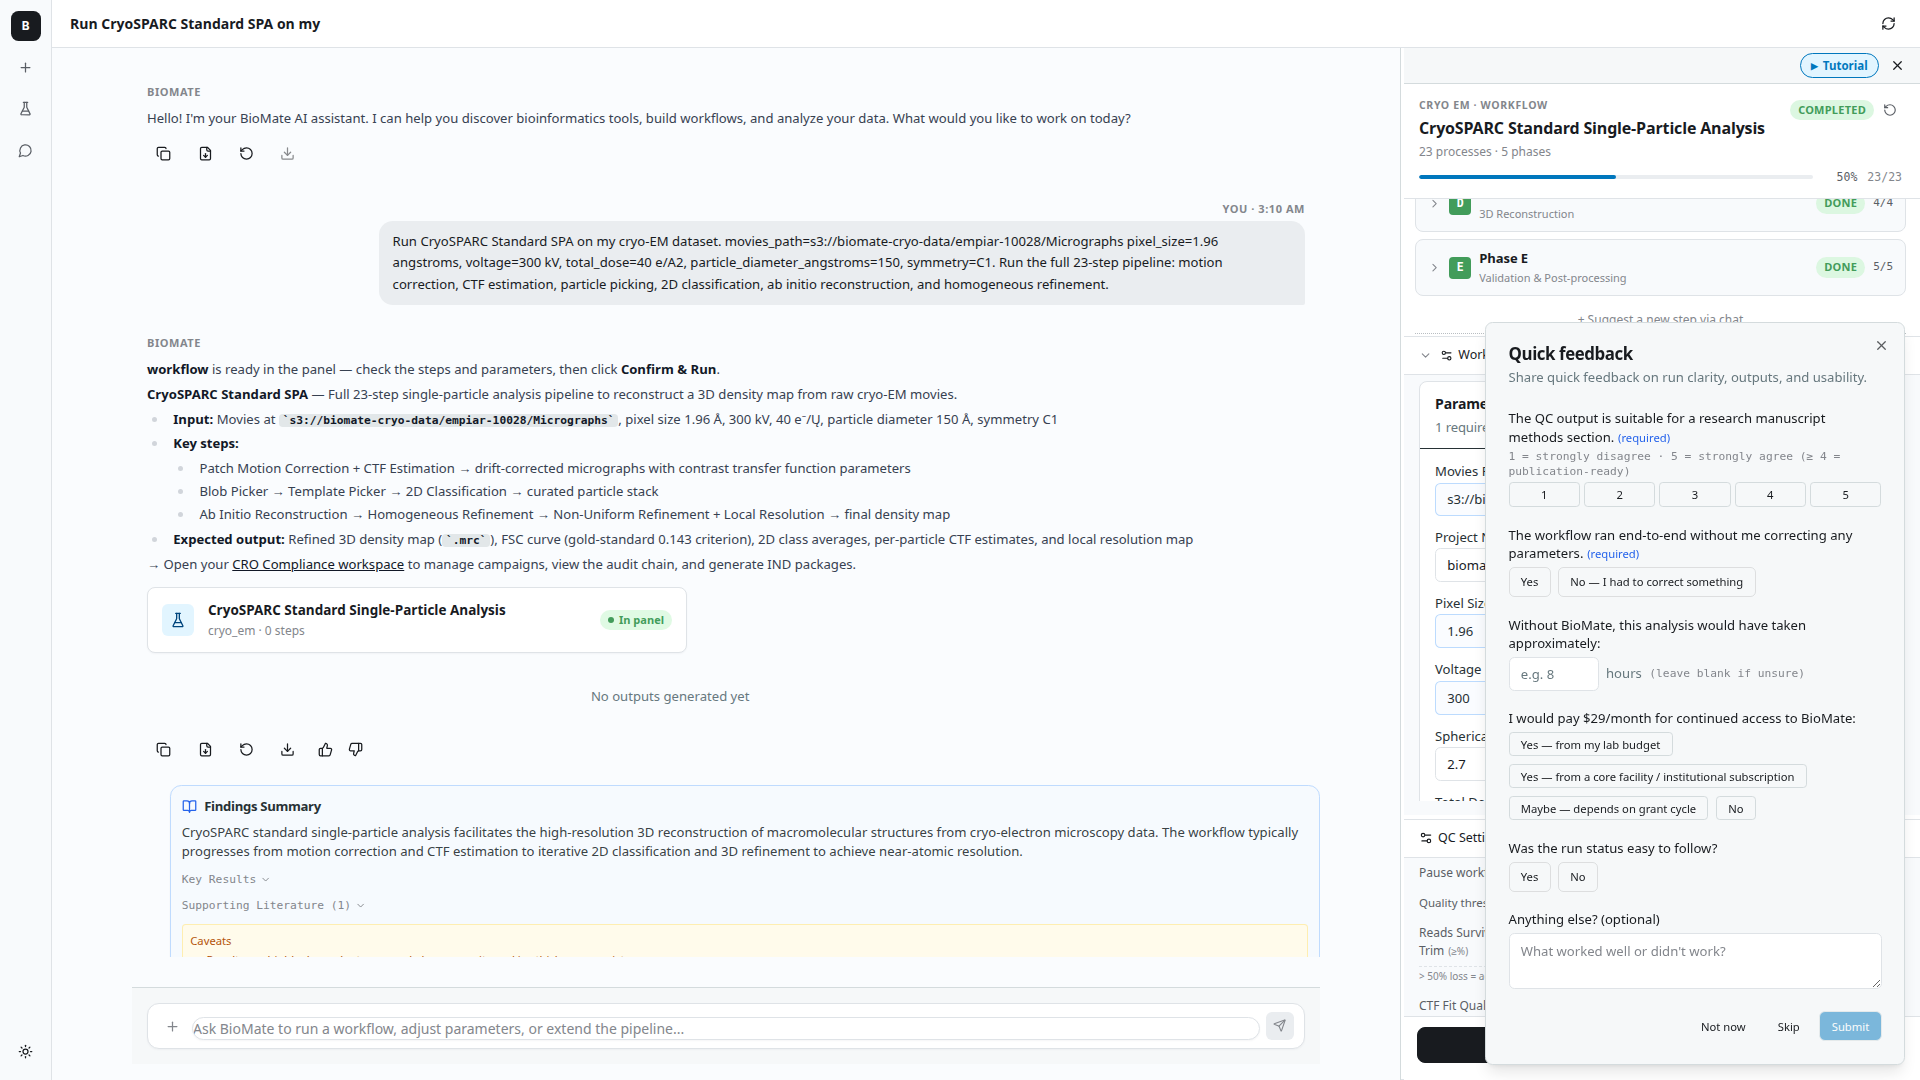 B
Run CryoSPARC Standard SPA on my
BIOMATE
Hello! I'm your BioMate AI assistant. I can help you discover bioinformatics tools, build workflows, and analyze your data. What would you like to work on today?
YOU · 3:10 AM
Run CryoSPARC Standard SPA on my cryo-EM dataset. movies_path=s3://biomate-cryo-data/empiar-10028/Micrographs pixel_size=1.96
angstroms, voltage=300 kV, total_dose=40 e/A2, particle_diameter_angstroms=150, symmetry=C1. Run the full 23-step pipeline: motion
correction, CTF estimation, particle picking, 2D classification, ab initio reconstruction, and homogeneous refinement.
BIOMATE
workflow is ready in the panel — check the steps and parameters, then click Confirm & Run.
CryoSPARC Standard SPA — Full 23-step single-particle analysis pipeline to reconstruct a 3D density map from raw cryo-EM movies.
Input: Movies at `s3://biomate-cryo-data/empiar-10028/Micrographs`, pixel size 1.96 Å, 300 kV, 40 e⁻/Ų, particle diameter 150 Å, symmetry C1
Key steps:
Patch Motion Correction + CTF Estimation → drift-corrected micrographs with contrast transfer function parameters
Blob Picker → Template Picker → 2D Classification → curated particle stack
Ab Initio Reconstruction → Homogeneous Refinement → Non-Uniform Refinement + Local Resolution → final density map
Expected output: Refined 3D density map (`.mrc`), FSC curve (gold-standard 0.143 criterion), 2D class averages, per-particle CTF estimates, and local resolution map
→ Open your CRO Compliance workspace to manage campaigns, view the audit chain, and generate IND packages.
CryoSPARC Standard Single-Particle Analysis
cryo_em · 0 steps
In panel
No outputs generated yet
Findings Summary
CryoSPARC standard single-particle analysis facilitates the high-resolution 3D reconstruction of macromolecular structures from cryo-electron microscopy data. The workflow typically
progresses from motion correction and CTF estimation to iterative 2D classification and 3D refinement to achieve near-atomic resolution.
Key Results
Supporting Literature (1)
Caveats
Ask BioMate to run a workflow, adjust parameters, or extend the pipeline...
Tutorial
CRYO EM · WORKFLOW
COMPLETED
CryoSPARC Standard Single-Particle Analysis
23 processes · 5 phases
50% 23/23
D
3D Reconstruction
DONE 4/4
E
Phase E
Validation & Post-processing
DONE 5/5
+ Suggest a new step via chat
Work
Parame
1 require
Movies F
s3://bi
Project N
bioma
Pixel Siz
1.96
Voltage
300
Spherica
2.7
Total Do
QC Setti
Pause work
Quality thres
Reads Survi
Trim (≥%)
> 50% loss = a
CTF Fit Qual
Quick feedback
Share quick feedback on run clarity, outputs, and usability.
The QC output is suitable for a research manuscript
methods section. (required)
1 = strongly disagree · 5 = strongly agree (≥ 4 =
publication-ready)
1 2 3 4 5
The workflow ran end-to-end without me correcting any
parameters. (required)
Yes
No — I had to correct something
Without BioMate, this analysis would have taken
approximately:
e.g. 8 hours (leave blank if unsure)
I would pay $29/month for continued access to BioMate:
Yes — from my lab budget
Yes — from a core facility / institutional subscription
Maybe — depends on grant cycle
No
Was the run status easy to follow?
Yes
No
Anything else? (optional)
What worked well or didn't work?
Not now
Skip
Submit